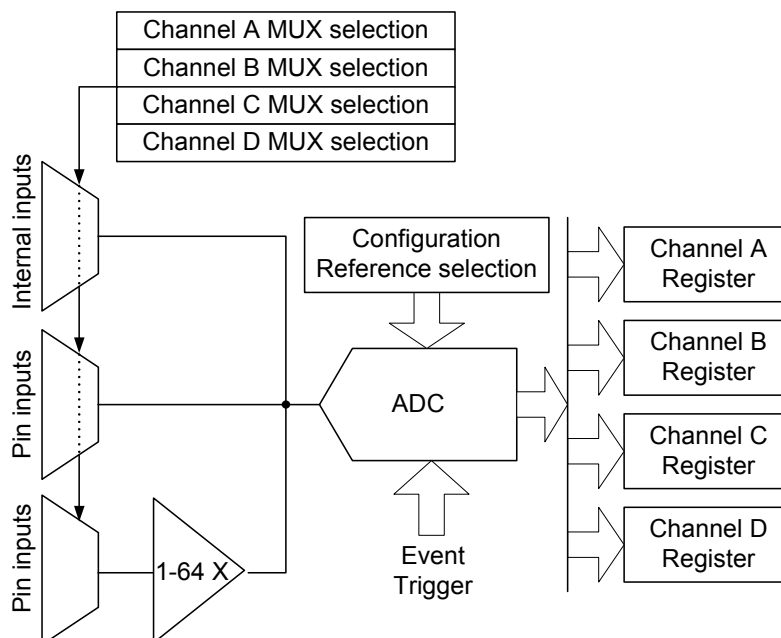 Channel A MUX selection
Channel B MUX selection
Channel C MUX selection
Channel D MUX selection
Internal inputs
Pin inputs
Pin inputs
1-64 X
Configuration
Reference selection
ADC
Event
Trigger
Channel A
Register
Channel B
Register
Channel C
Register
Channel D
Register